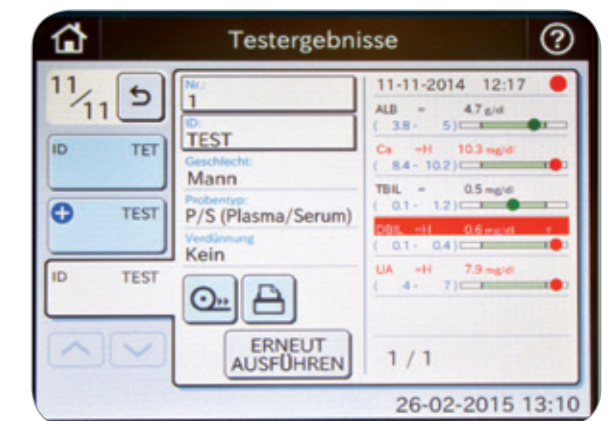 Testergebnisse
?
11/11
ID TET
+ TEST
ID TEST
Nr.:
1
ID:
TEST
Geschlecht:
Mann
Probentyp:
P/S (Plasma/Serum)
Verdünnung
Kein
ERNEUT
AUSFÜHREN
11-11-2014 12:17
ALB = 4.7 g/dl
( 3.8 - 5)
Ca =H 10.3 mg/dl
( 8.4 - 10.2)
TBIL = 0.5 mg/dl
( 0.1 - 1.2)
DBIL =H 0.6 mg/dl r
( 0.1 - 0.4)
UA =H 7.9 mg/dl
( 4 - 7)
1 / 1
26-02-2015 13:10